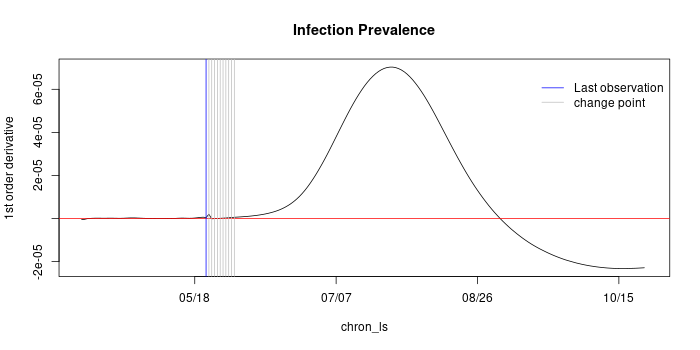 Infection Prevalence
1st order derivative
6e-05
4e-05
2e-05
-2e-05
Last observation
change point
05/18
07/07
08/26
10/15
chron_ls